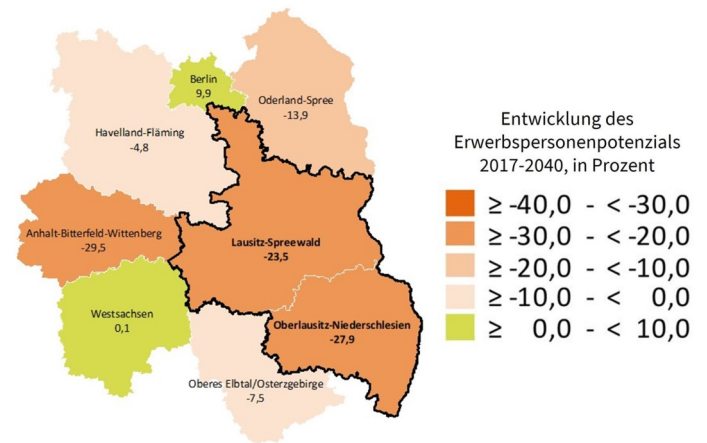 Berlin
9,9
Oderland-Spree
-13,9
Havelland-Fläming
-4,8
Anhalt-Bitterfeld-Wittenberg
-29,5
Lausitz-Spreewald
-23,5
Westsachsen
0,1
Oberlausitz-Niederschlesien
-27,9
Oberes Elbtal/Osterzgebirge
-7,5
Entwicklung des
Erwerbspersonenpotenzials
2017-2040, in Prozent
≥ -40,0 - < -30,0
≥ -30,0 - < -20,0
≥ -20,0 - < -10,0
≥ -10,0 - < 0,0
≥ 0,0 - < 10,0